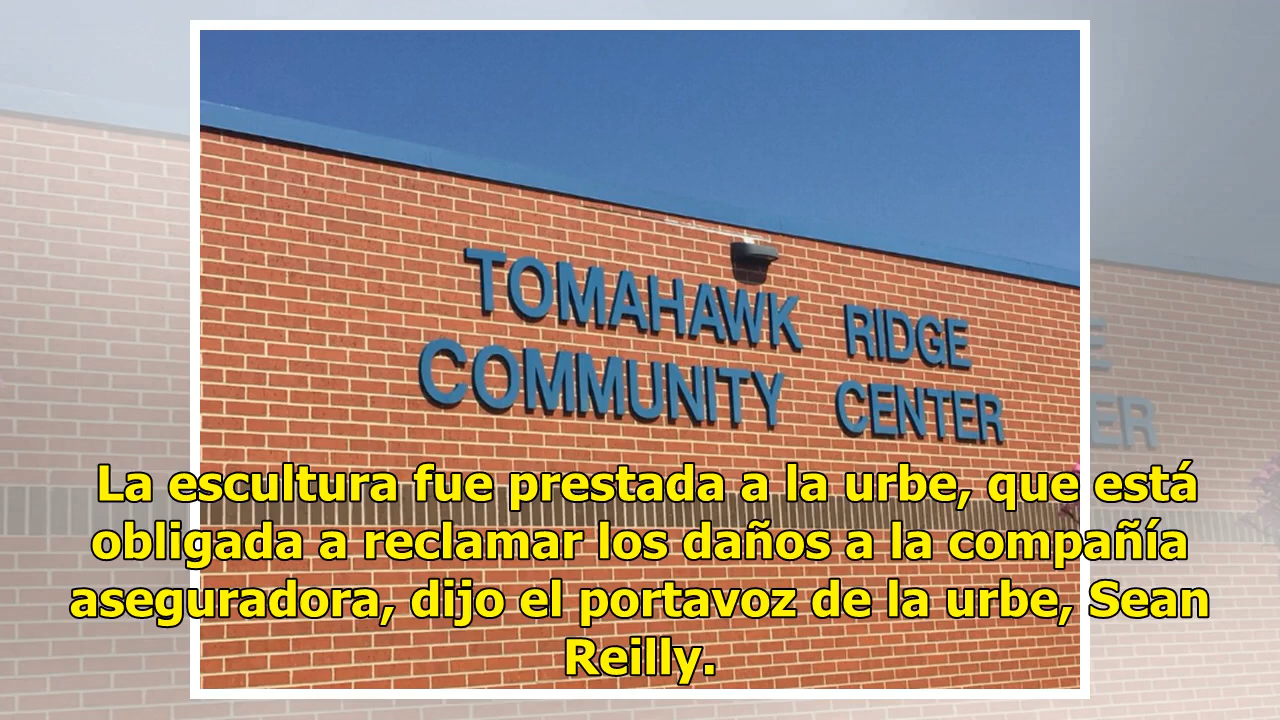 TOMAHAWK RIDGE
COMMUNITY CENTER
La escultura fue prestada a la urbe, que está
obligada a reclamar los daños a la compañía
aseguradora, dijo el portavoz de la urbe, Sean
Reilly.